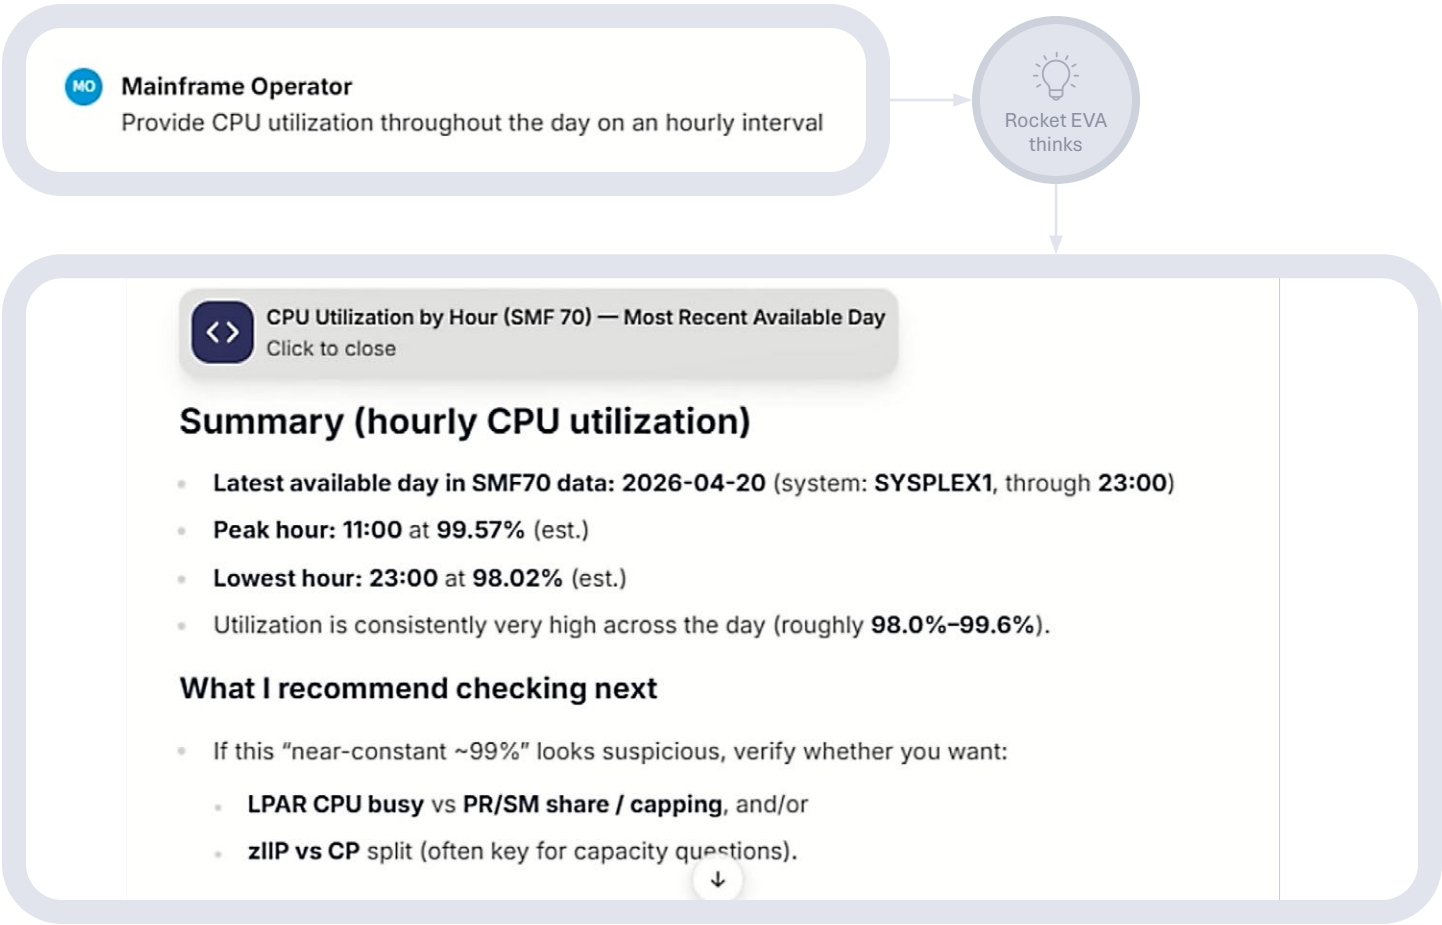 MO
Mainframe Operator
Provide CPU utilization throughout the day on an hourly interval
Rocket EVA
thinks
CPU Utilization by Hour (SMF 70) — Most Recent Available Day
Click to close
Summary (hourly CPU utilization)
Latest available day in SMF70 data: 2026-04-20 (system: SYSPLEX1, through 23:00)
Peak hour: 11:00 at 99.57% (est.)
Lowest hour: 23:00 at 98.02% (est.)
Utilization is consistently very high across the day (roughly 98.0%–99.6%).
What I recommend checking next
If this “near-constant ~99%” looks suspicious, verify whether you want:
LPAR CPU busy vs PR/SM share / capping, and/or
zIIP vs CP split (often key for capacity questions).